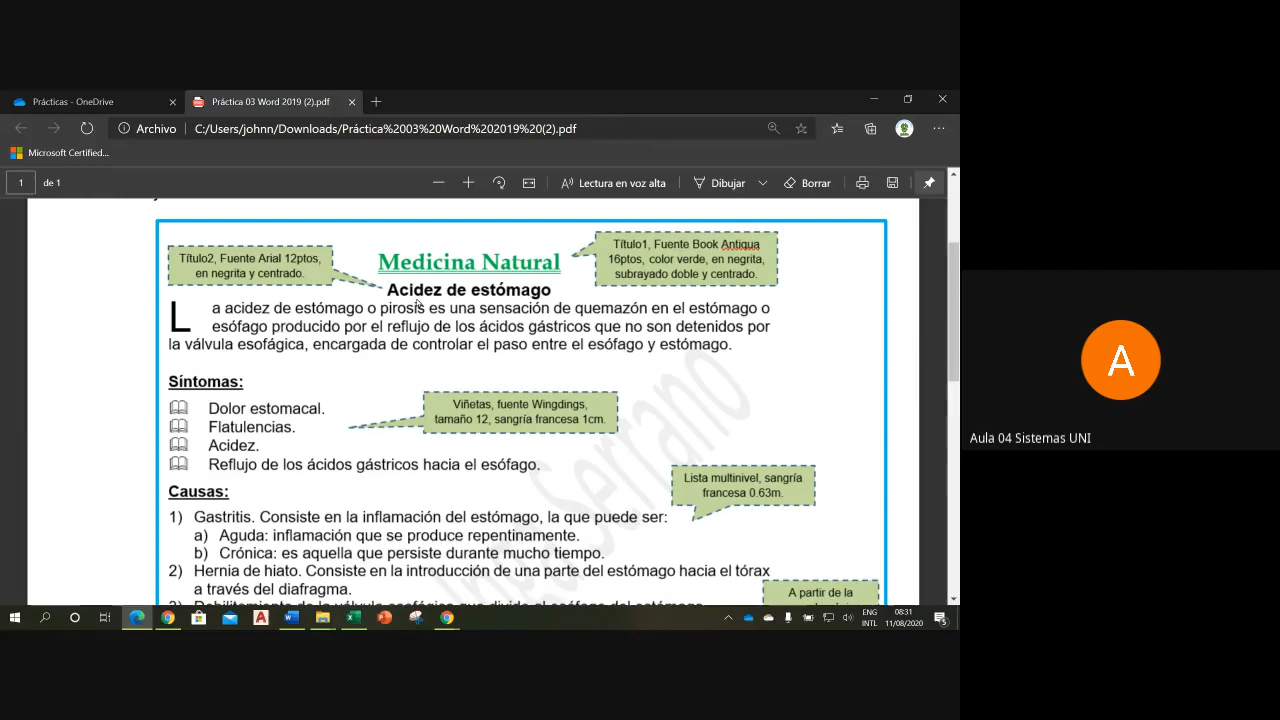 Prácticas - OneDrive
Práctica 03 Word 2019 (2).pdf
Archivo
C:/Users/johnn/Downloads/Práctica%2003%20Word%202019%20(2).pdf
Microsoft Certified...
1 de 1
Lectura en voz alta
Dibujar
Borrar
Título2, Fuente Arial 12ptos,
en negrita y centrado.
Medicina Natural
Título1, Fuente Book Antiqua
16ptos, color verde, en negrita,
subrayado doble y centrado.
Acidez de estómago
La acidez de estómago o pirosis es una sensación de quemazón en el estómago o
esófago producido por el reflujo de los ácidos gástricos que no son detenidos por
la válvula esofágica, encargada de controlar el paso entre el esófago y estómago.
Síntomas:
Dolor estomacal.
Flatulencias.
Acidez.
Reflujo de los ácidos gástricos hacia el esófago.
Viñetas, fuente Wingdings,
tamaño 12, sangría francesa 1cm.
Causas:
Lista multinivel, sangría
francesa 0.63m.
1) Gastritis. Consiste en la inflamación del estómago, la que puede ser:
a) Aguda: inflamación que se produce repentinamente.
b) Crónica: es aquella que persiste durante mucho tiempo.
2) Hernia de hiato. Consiste en la introducción de una parte del estómago hacia el tórax
a través del diafragma.
A partir de la
Serrano
A
Aula 04 Sistemas UNI
ENG
INTL
08:31
11/08/2020
5